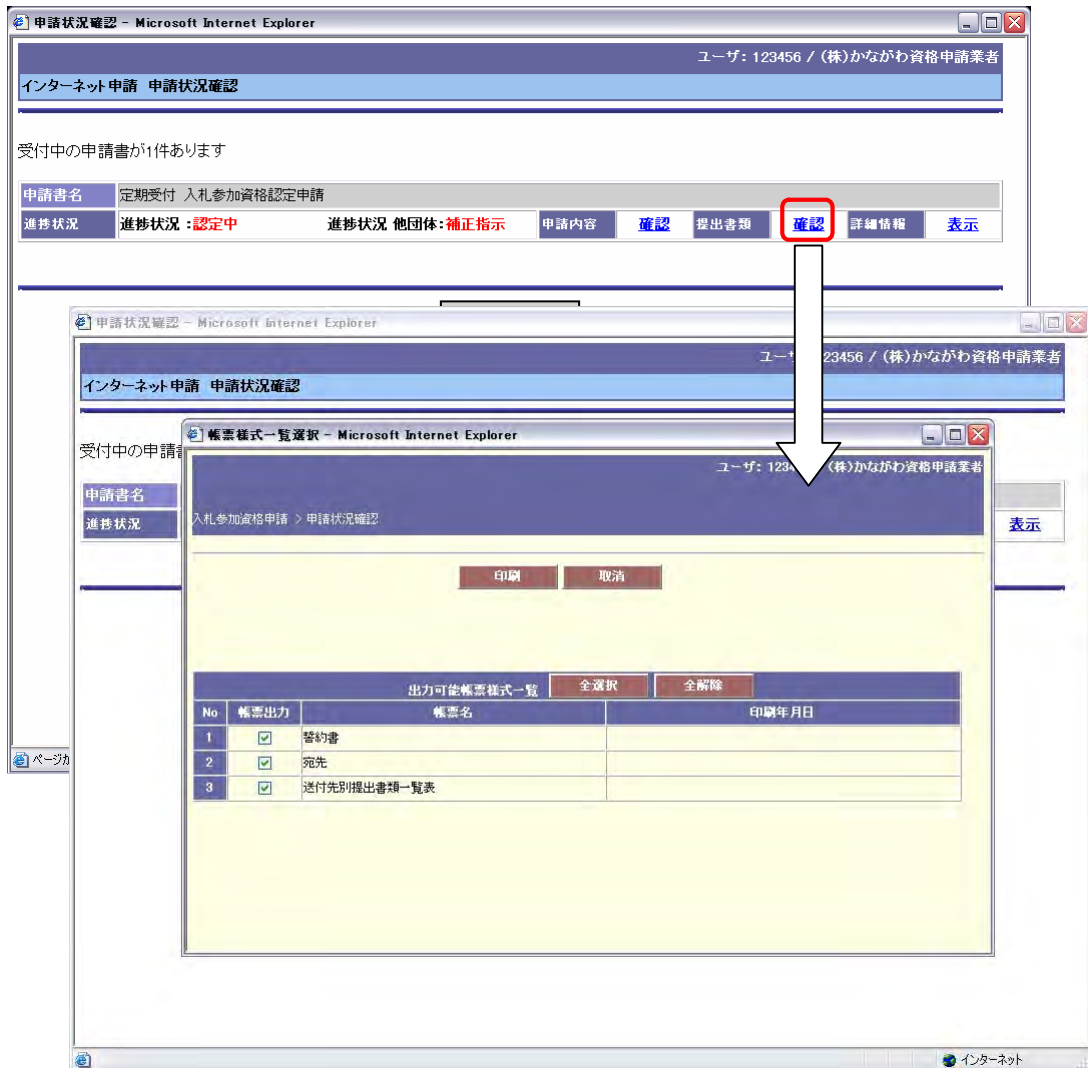 申請状況確認 - Microsoft Internet Explorer
ユーザ: 123456 / (株)かながわ資格申請業者
インターネット申請 申請状況確認
受付中の申請書が1件あります
申請書名 定期受付 入札参加資格認定申請
進捗状況 進捗状況 :認定中 進捗状況 他団体:補正指示 申請内容 確認 提出書類 確認 詳細情報 表示
申請状況確認 - Microsoft Internet Explorer
ユー 23456 / (株)かながわ資格申請業者
インターネット申請 申請状況確認
受付中の申請
帳票様式一覧選択 - Microsoft Internet Explorer
ユーザ: 123 (株)かながわ資格申請業者
申請書名
進捗状況 表示
入札参加資格申請 > 申請状況確認
印刷 取消
出力可能帳票様式一覧 全選択 全解除
No 帳票出力 帳票名 印刷年月日
1 誓約書
2 宛先
3 送付先別提出書類一覧表
ページが
インターネット